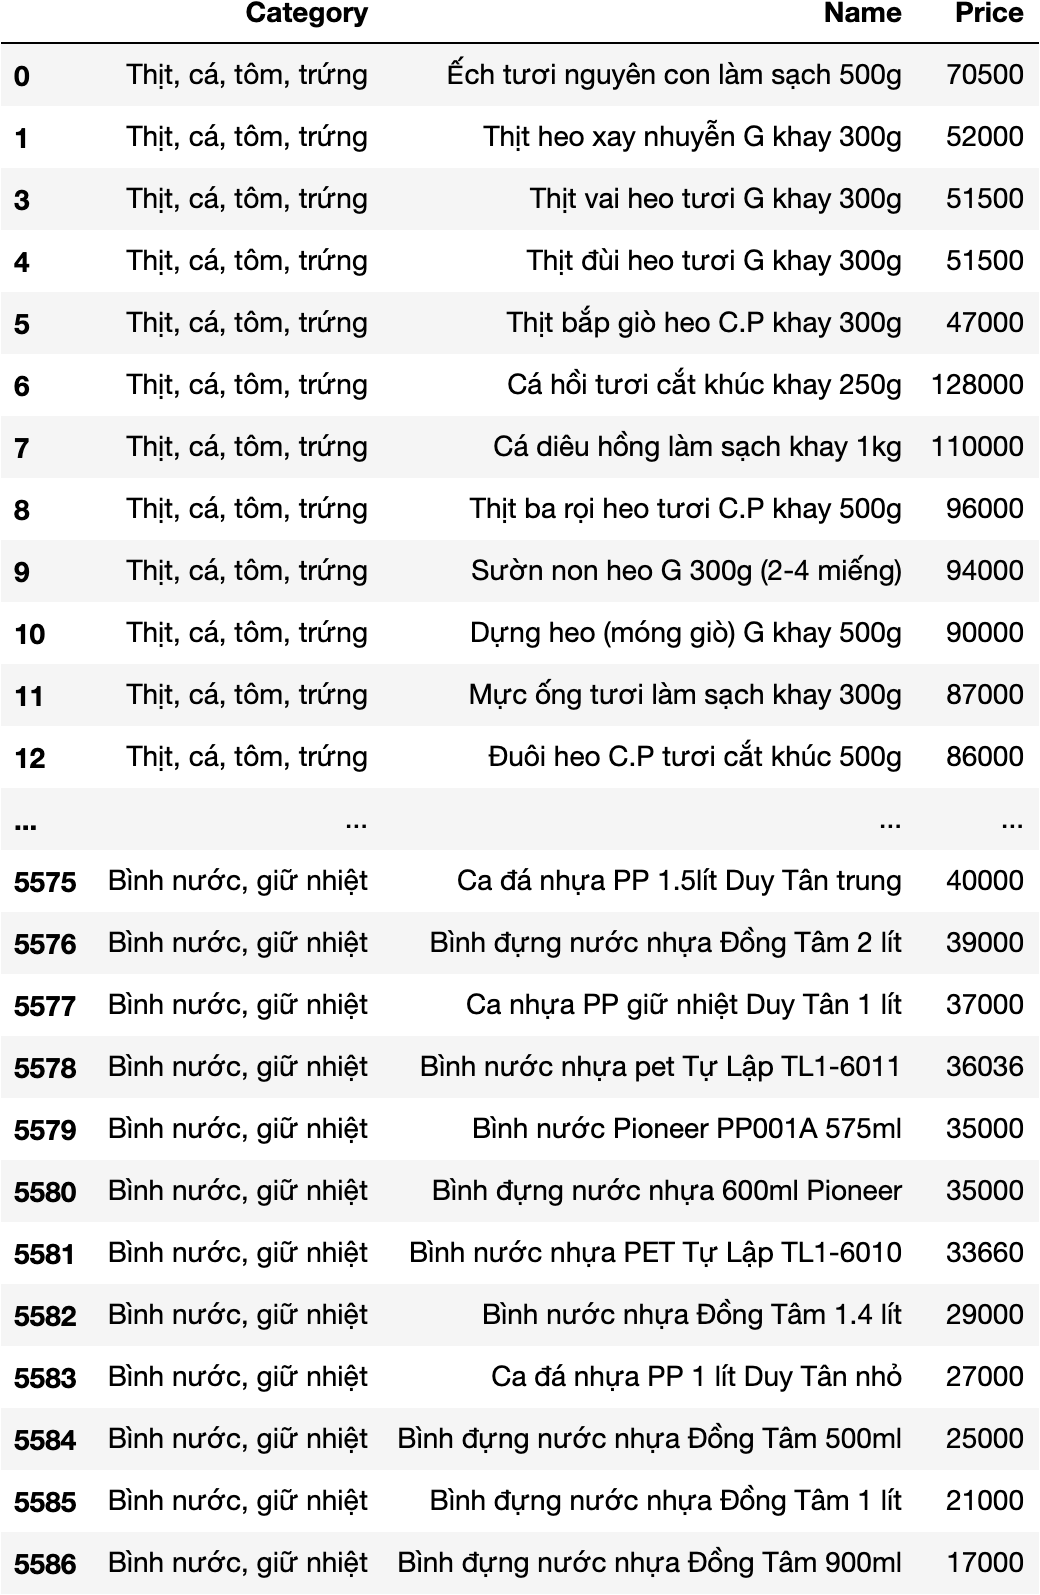 Category Name Price
0 Thịt, cá, tôm, trứng Ếch tươi nguyên con làm sạch 500g 70500
1 Thịt, cá, tôm, trứng Thịt heo xay nhuyễn G khay 300g 52000
3 Thịt, cá, tôm, trứng Thịt vai heo tươi G khay 300g 51500
4 Thịt, cá, tôm, trứng Thịt đùi heo tươi G khay 300g 51500
5 Thịt, cá, tôm, trứng Thịt bắp giò heo C.P khay 300g 47000
6 Thịt, cá, tôm, trứng Cá hồi tươi cắt khúc khay 250g 128000
7 Thịt, cá, tôm, trứng Cá diêu hồng làm sạch khay 1kg 110000
8 Thịt, cá, tôm, trứng Thịt ba rọi heo tươi C.P khay 500g 96000
9 Thịt, cá, tôm, trứng Sườn non heo G 300g (2-4 miếng) 94000
10 Thịt, cá, tôm, trứng Dựng heo (móng giò) G khay 500g 90000
11 Thịt, cá, tôm, trứng Mực ống tươi làm sạch khay 300g 87000
12 Thịt, cá, tôm, trứng Đuôi heo C.P tươi cắt khúc 500g 86000
... ... ... ...
5575 Bình nước, giữ nhiệt Ca đá nhựa PP 1.5lít Duy Tân trung 40000
5576 Bình nước, giữ nhiệt Bình đựng nước nhựa Đồng Tâm 2 lít 39000
5577 Bình nước, giữ nhiệt Ca nhựa PP giữ nhiệt Duy Tân 1 lít 37000
5578 Bình nước, giữ nhiệt Bình nước nhựa pet Tự Lập TL1-6011 36036
5579 Bình nước, giữ nhiệt Bình nước Pioneer PP001A 575ml 35000
5580 Bình nước, giữ nhiệt Bình đựng nước nhựa 600ml Pioneer 35000
5581 Bình nước, giữ nhiệt Bình nước nhựa PET Tự Lập TL1-6010 33660
5582 Bình nước, giữ nhiệt Bình nước nhựa Đồng Tâm 1.4 lít 29000
5583 Bình nước, giữ nhiệt Ca đá nhựa PP 1 lít Duy Tân nhỏ 27000
5584 Bình nước, giữ nhiệt Bình đựng nước nhựa Đồng Tâm 500ml 25000
5585 Bình nước, giữ nhiệt Bình đựng nước nhựa Đồng Tâm 1 lít 21000
5586 Bình nước, giữ nhiệt Bình đựng nước nhựa Đồng Tâm 900ml 17000